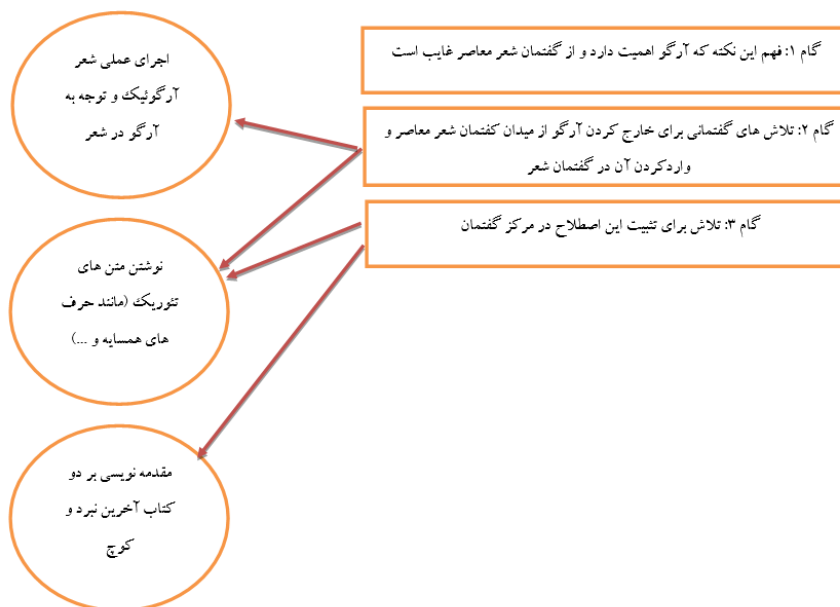 گام ۱: فهم این نکته که آرگو اهمیت دارد و از گفتمان شعر معاصر غایب است
گام ۲: تلاش های گفتمانی برای خارج کردن آرگو از میدان کفتمان شعر معاصر و
واردکردن آن در گفتمان شعر
گام ۳: تلاش برای تثبیت این اصطلاح در مرکز گفتمان
اجرای عملی شعر
آرگوئیک و توجه به
آرگو در شعر
نوشتن متن های
تئوریک (مانند حرف
های همسایه و ...)
مقدمه نویسی بر دو
کتاب آخرین نبرد و
کوچ